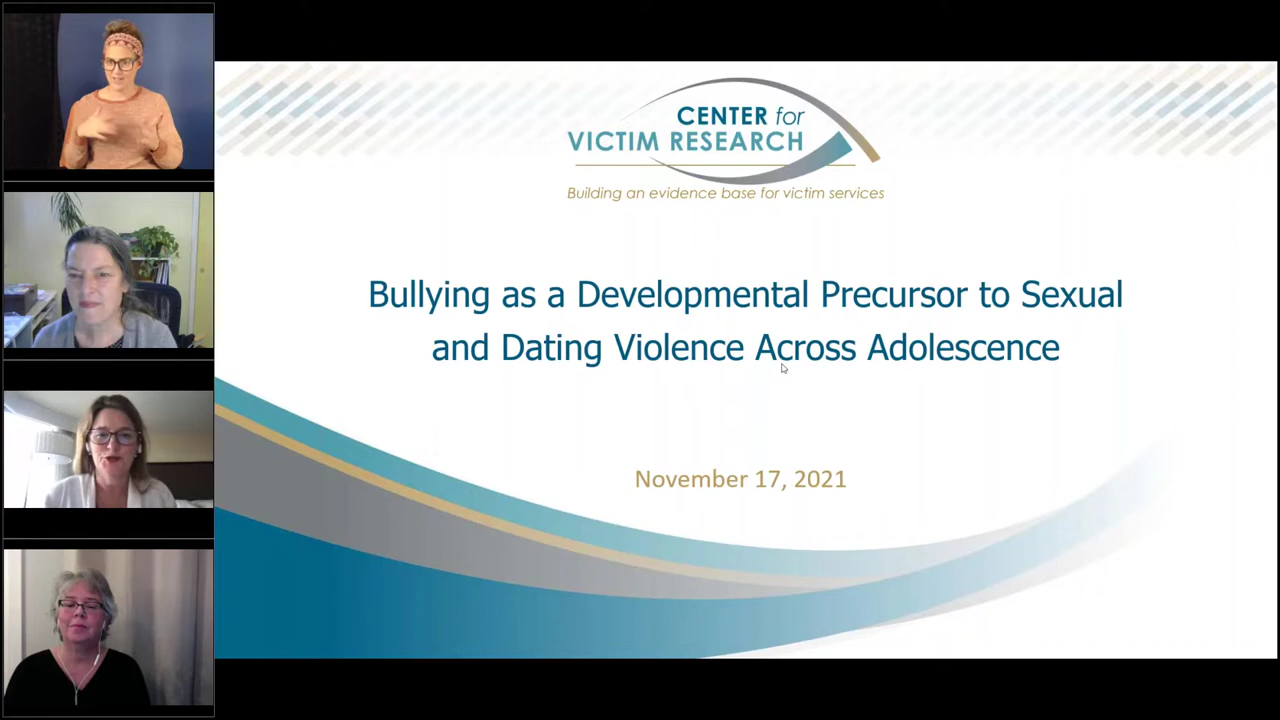 CENTER for
VICTIM RESEARCH
Building an evidence base for victim services
Bullying as a Developmental Precursor to Sexual
and Dating Violence Across Adolescence
November 17, 2021